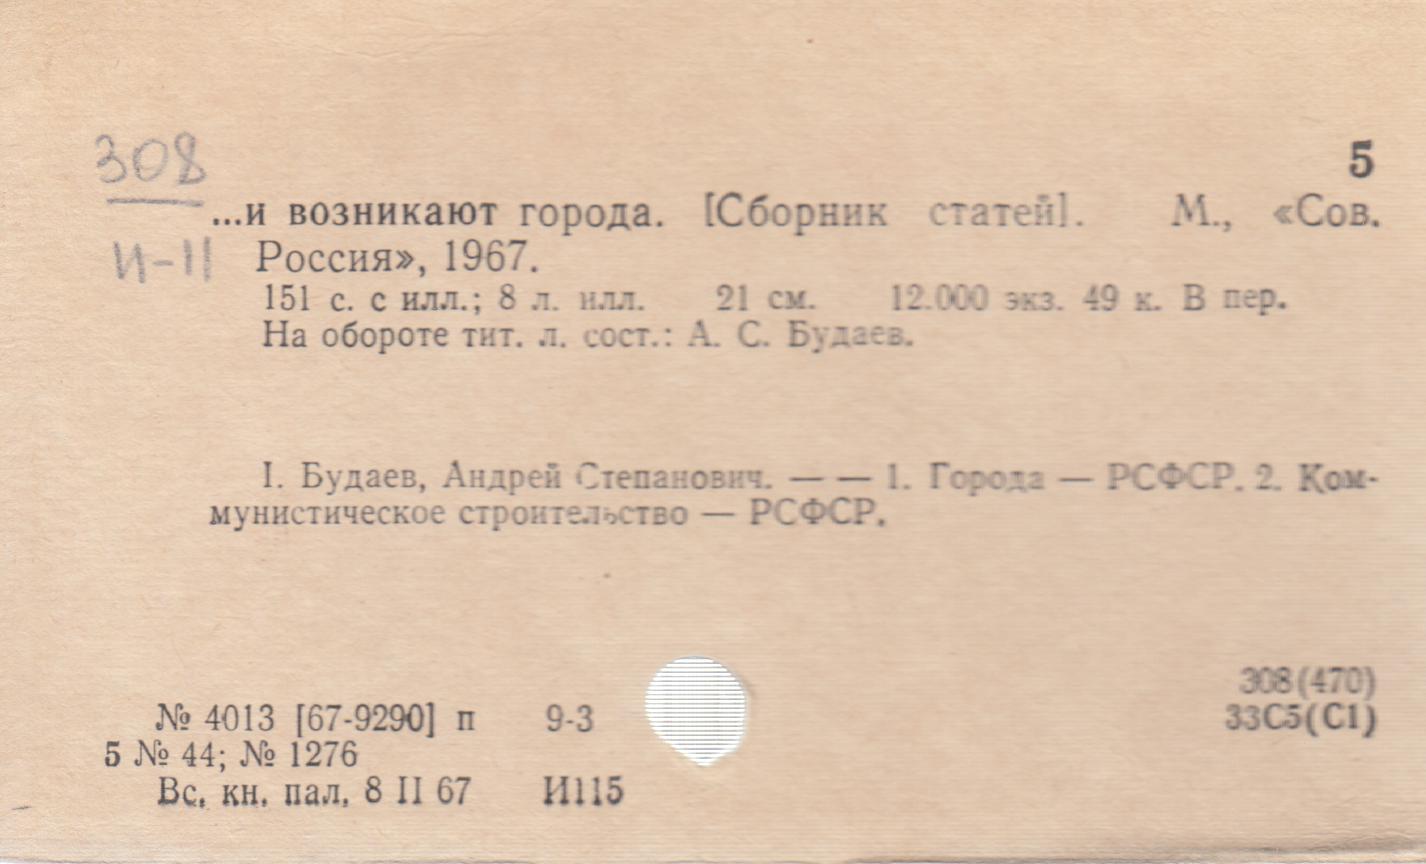 308
5
...и возникают города. [Сборник статей]. М., «Сов.
И-11
Россия», 1967.
151 с. с илл.; 8 л. илл. 21 см. 12.000 экз. 49 к. В пер.
На обороте тит. л. сост.: А. С. Будаев.
I. Будаев, Андрей Степанович. — — 1. Города — РСФСР. 2. Ком-
мунистическое строительство — РСФСР.
308(470)
№ 4013 [67-9290] п 9-3 33С5(С1)
5 № 44; № 1276
Вс. кн. пал. 8 II 67 И115